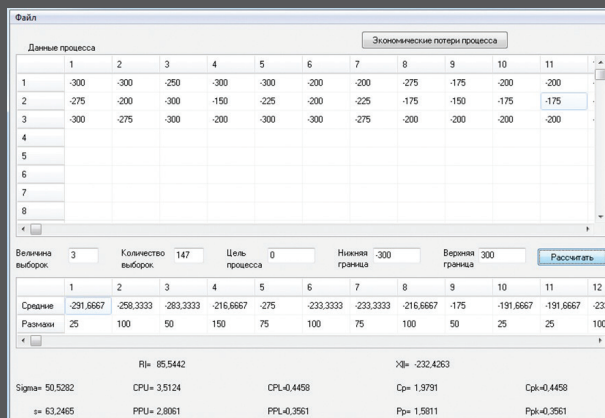 Файл
Экономические потери процесса
Данные процесса
1 2 3 4 5 6 7 8 9 10 11
1 -300 -300 -250 -300 -300 -200 -200 -275 -175 -200 -200
2 -275 -200 -300 -150 -225 -200 -225 -175 -150 -175 -175
3 -300 -275 -300 -200 -300 -300 -275 -200 -200 -200 -200
4
5
6
7
8
Величина выборок 3 Количество выборок 147 Цель процесса 0 Нижняя граница -300 Верхняя граница 300 Рассчитать
1 2 3 4 5 6 7 8 9 10 11 12
Средние -291,6667 -258,3333 -283,3333 -216,6667 -275 -233,3333 -233,3333 -216,6667 -175 -191,6667 -191,6667 -23
Размахи 25 100 50 150 75 100 75 100 50 25 25 100
RI= 85,5442 XII= -232,4263
Sigma= 50,5282 CPU= 3,5124 CPL=0,4458 Cp= 1,9791 Cpk=0,4458
s= 63,2465 PPU= 2,8061 PPL=0,3561 Pp= 1,5811 Ppk=0,3561